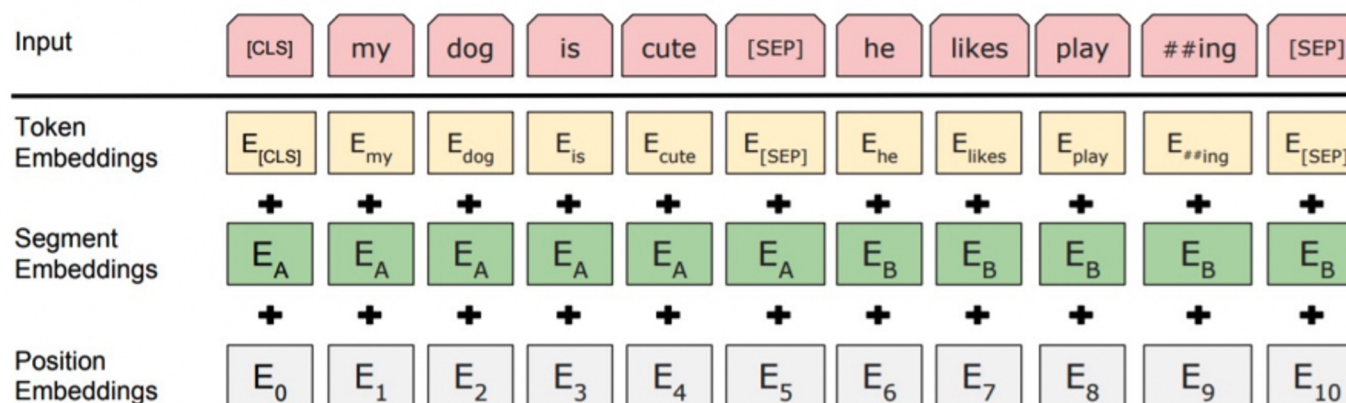 Input [CLS] my dog is cute [SEP] he likes play ##ing [SEP]
Token
Embeddings E[CLS] Emy Edog Eis Ecute E[SEP] Ehe Elikes Eplay E##ing E[SEP]
+ + + + + + + + + + +
Segment
Embeddings EA EA EA EA EA EA EB EB EB EB EB
+ + + + + + + + + + +
Position
Embeddings E0 E1 E2 E3 E4 E5 E6 E7 E8 E9 E10